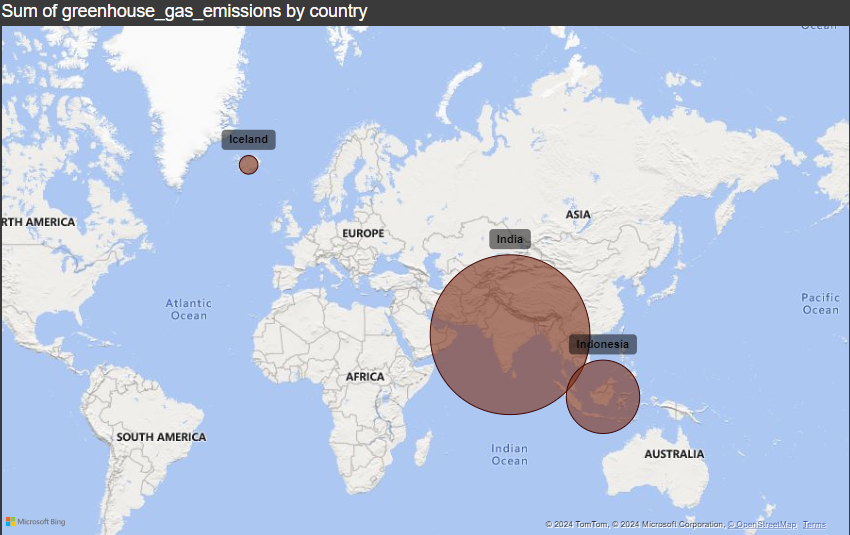 Sum of greenhouse_gas_emissions by country
Ocean
Iceland
RTH AMERICA
ASIA
EUROPE
India
Atlantic
Ocean
Pacific
Ocean
Indonesia
AFRICA
SOUTH AMERICA
Indian
Ocean
AUSTRALIA
Microsoft Bing
© 2024 TomTom, © 2024 Microsoft Corporation, © OpenStreetMap Terms